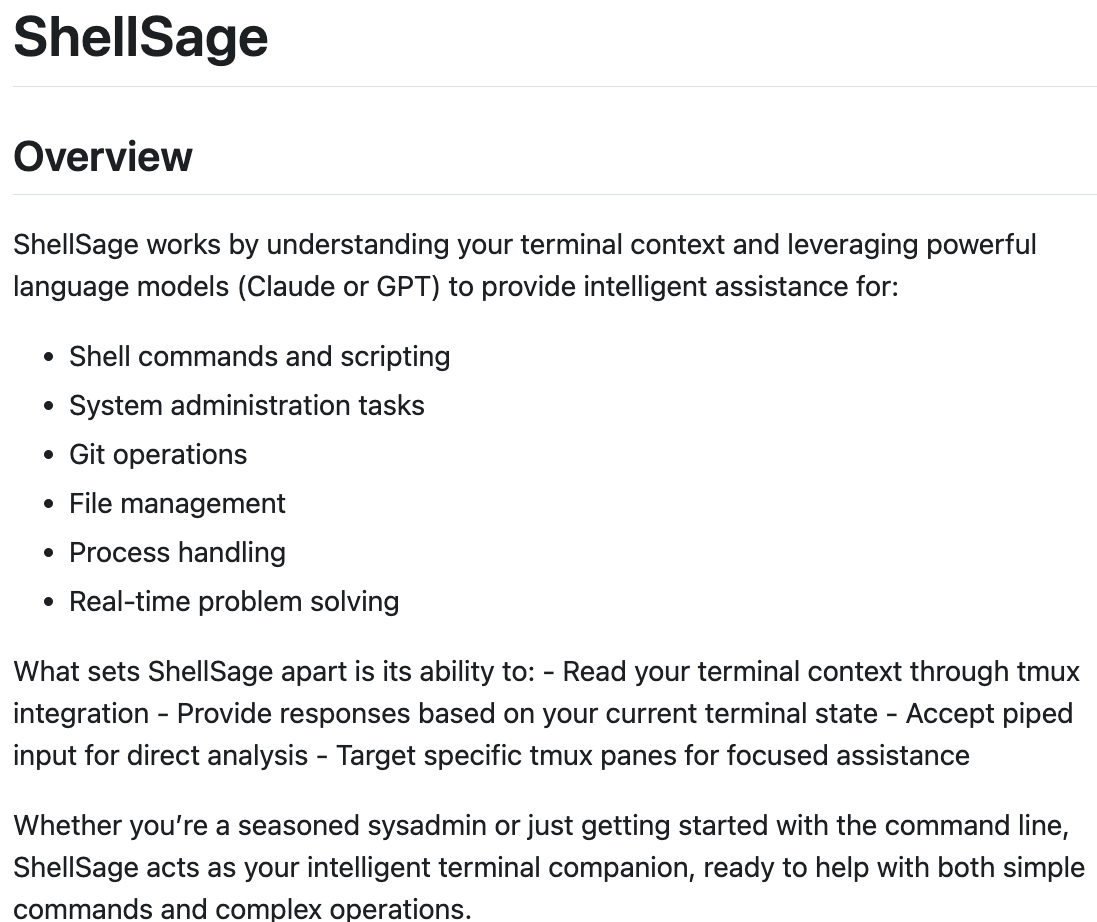 ShellSage
Overview
ShellSage works by understanding your terminal context and leveraging powerful
language models (Claude or GPT) to provide intelligent assistance for:
• Shell commands and scripting
• System administration tasks
• Git operations
• File management
• Process handling
• Real-time problem solving
What sets ShellSage apart is its ability to: - Read your terminal context through tmux
integration - Provide responses based on your current terminal state - Accept piped
input for direct analysis - Target specific tmux panes for focused assistance
Whether you’re a seasoned sysadmin or just getting started with the command line,
ShellSage acts as your intelligent terminal companion, ready to help with both simple
commands and complex operations.